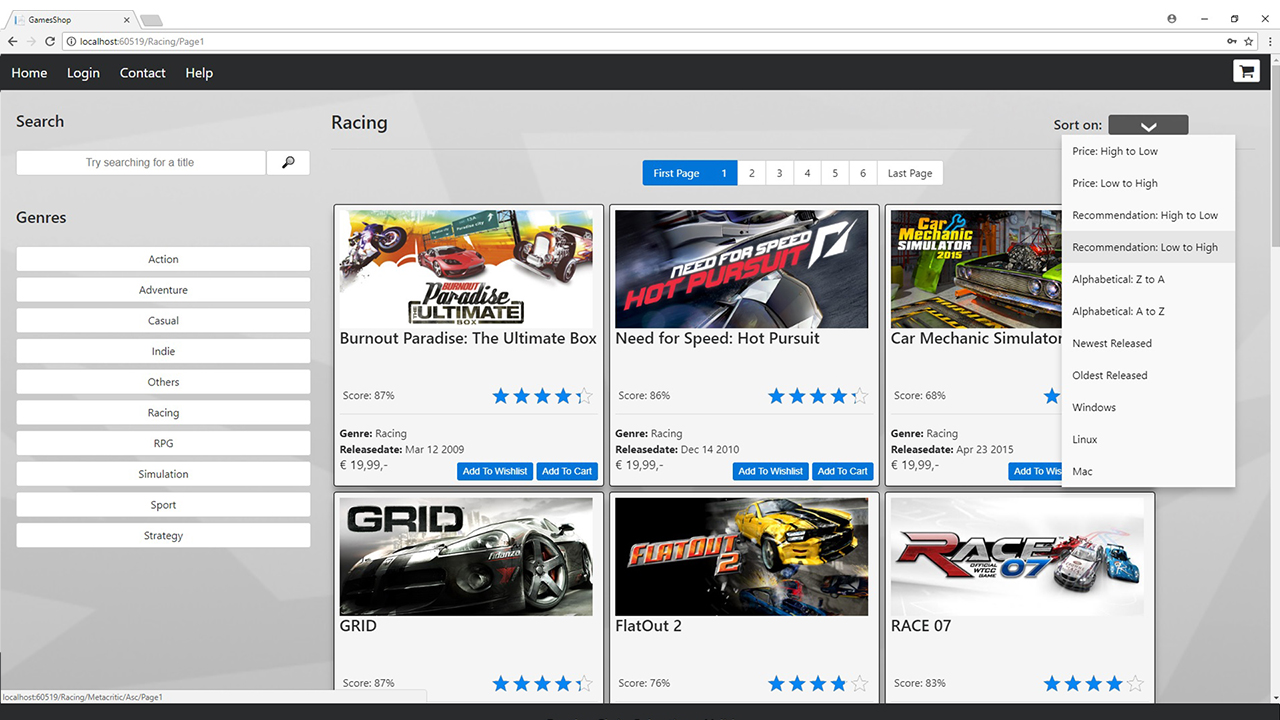 GamesShop
localhost:60519/Racing/Page1
Home Login Contact Help
Search
Try searching for a title
Genres
Action
Adventure
Casual
Indie
Others
Racing
RPG
Simulation
Sport
Strategy
Racing
Sort on:
First Page 1 2 3 4 5 6 Last Page
Price: High to Low
Price: Low to High
Recommendation: High to Low
Recommendation: Low to High
Alphabetical: Z to A
Alphabetical: A to Z
Newest Released
Oldest Released
Windows
Linux
Mac
BURNOUT
Paradise
THE ULTIMATE
BOX
Burnout Paradise: The Ultimate Box
Score: 87%
Genre: Racing
Releasedate: Mar 12 2009
€ 19,99,-
Add To Wishlist Add To Cart
NEED FOR SPEED
HOT PURSUIT
Need for Speed: Hot Pursuit
Score: 86%
Genre: Racing
Releasedate: Dec 14 2010
€ 19,99,-
Add To Wishlist Add To Cart
Car
Mechanic
SIMULATOR
2015
Car Mechanic Simulator
Score: 68%
Genre: Racing
Releasedate: Apr 23 2015
€ 19,99,-
Add To Wis
GRID
GRID
Score: 87%
FLATOUT
2
FlatOut 2
Score: 76%
RACE
OFFICIAL
WTCC
GAME
07
RACE 07
Score: 83%
localhost:60519/Racing/Metacritic/Asc/Page1